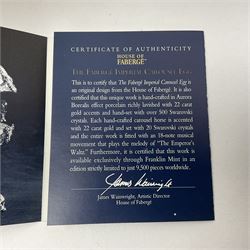 CERTIFICATE OF AUTHENTICITY
HOUSE OF
FABERGÉ
THE FABERGÉ IMPERIAL CAROUSEL EGG
This is to certify that The Fabergé Imperial Carousel Egg is
an original design from the House of Fabergé. It is also
certified that this unique work is hand-crafted in Aurora
Borealis effect porcelain richly lavished with 22 carat
gold accents and hand-set with over 500 Swarovski
crystals. Each hand-crafted carousel horse is accented
with 22 carat gold and set with 20 Swarovski crystals
and the entire work is fitted with an Heirloom quality
musical movement that plays the melody of "The Emperor's
Waltz." Furthermore, it is certified that this work is
available exclusively through Franklin Mint in an
edition strictly limited to just 9,500 pieces worldwide.
James Wainwright, Artistic Director
House of Fabergé